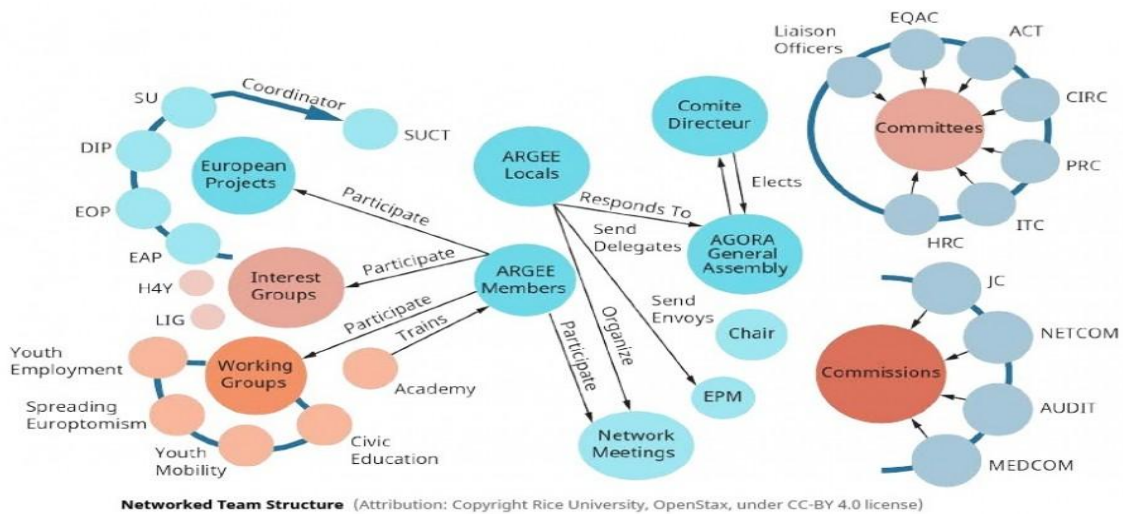 EQAC
Liaison
Officers
ACT
CIRC
Committees
PRC
ITC
HRC
Coordinator
SU
SUCT
DIP
European
Projects
EOP
EAP
Comite
Directeur
ARGEE
Locals
Elects
Participate
Responds To
Send
Delegates
AGORA
General
Assembly
Interest
Groups
Participate
ARGEE
Members
H4Y
LIG
Participate
Trains
Send
Envoys
Organize
Participate
Chair
EPM
Network
Meetings
Youth
Employment
Working
Groups
Academy
Spreading
Europtomism
Youth
Mobility
Civic
Education
JC
NETCOM
Commissions
AUDIT
MEDCOM
Networked Team Structure (Attribution: Copyright Rice University, OpenStax, under CC-BY 4.0 license)